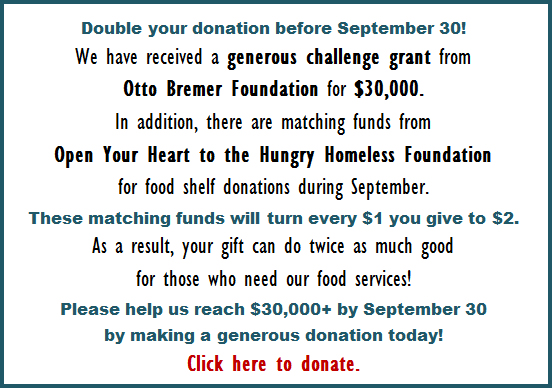 Double your donation before September 30!
We have received a generous challenge grant from
Otto Bremer Foundation for $30,000.
In addition, there are matching funds from
Open Your Heart to the Hungry Homeless Foundation
for food shelf donations during September.
These matching funds will turn every $1 you give to $2.
As a result, your gift can do twice as much good
for those who need our food services!
Please help us reach $30,000+ by September 30
by making a generous donation today!
Click here to donate.